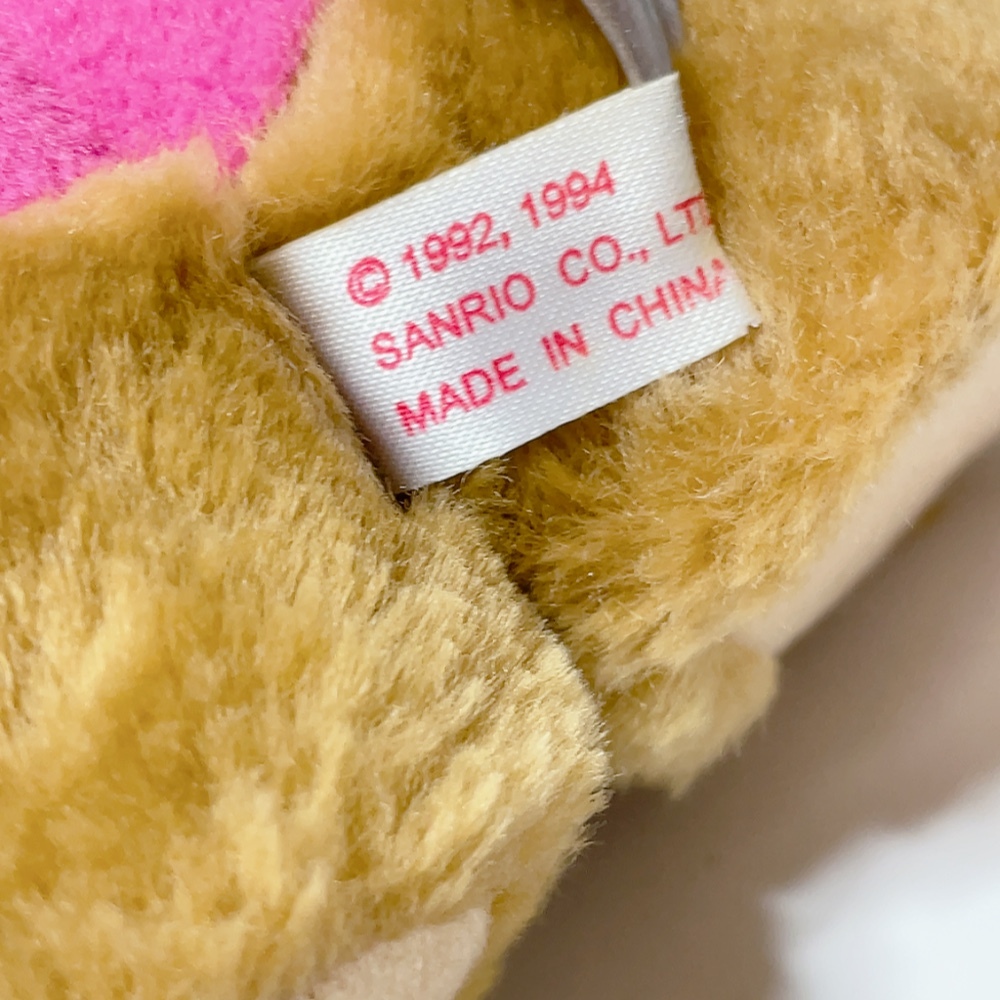 © 1992, 1994
SANRIO CO., LTD
MADE IN CHINA